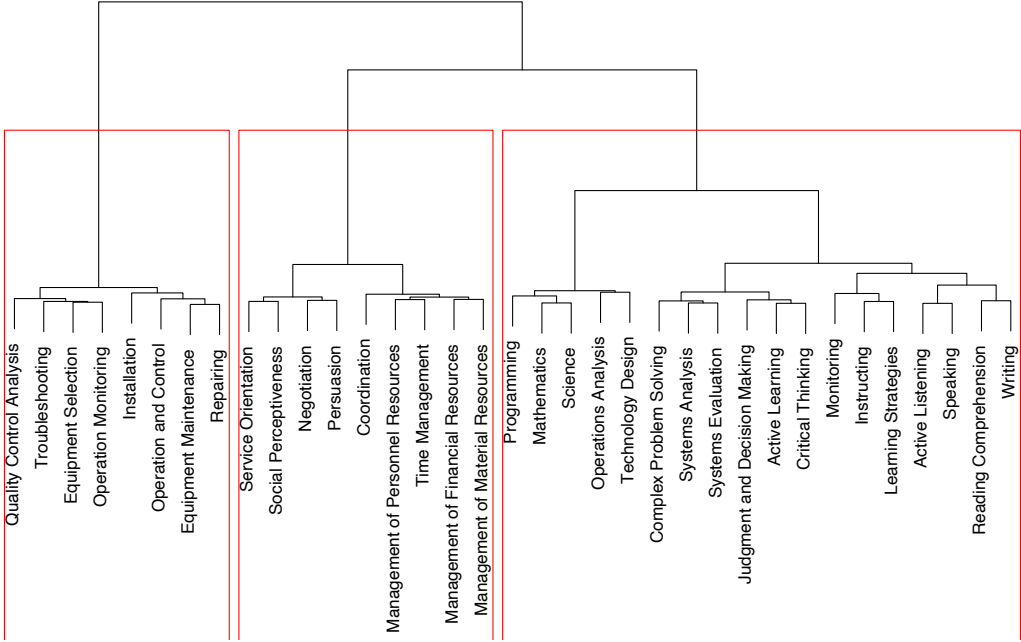 Quality Control Analysis
Troubleshooting
Equipment Selection
Operation Monitoring
Installation
Operation and Control
Equipment Maintenance
Repairing
Service Orientation
Social Perceptiveness
Negotiation
Persuasion
Coordination
Management of Personnel Resources
Time Management
Management of Financial Resources
Management of Material Resources
Programming
Mathematics
Science
Operations Analysis
Technology Design
Complex Problem Solving
Systems Analysis
Systems Evaluation
Judgment and Decision Making
Active Learning
Critical Thinking
Monitoring
Instructing
Learning Strategies
Active Listening
Speaking
Reading Comprehension
Writing